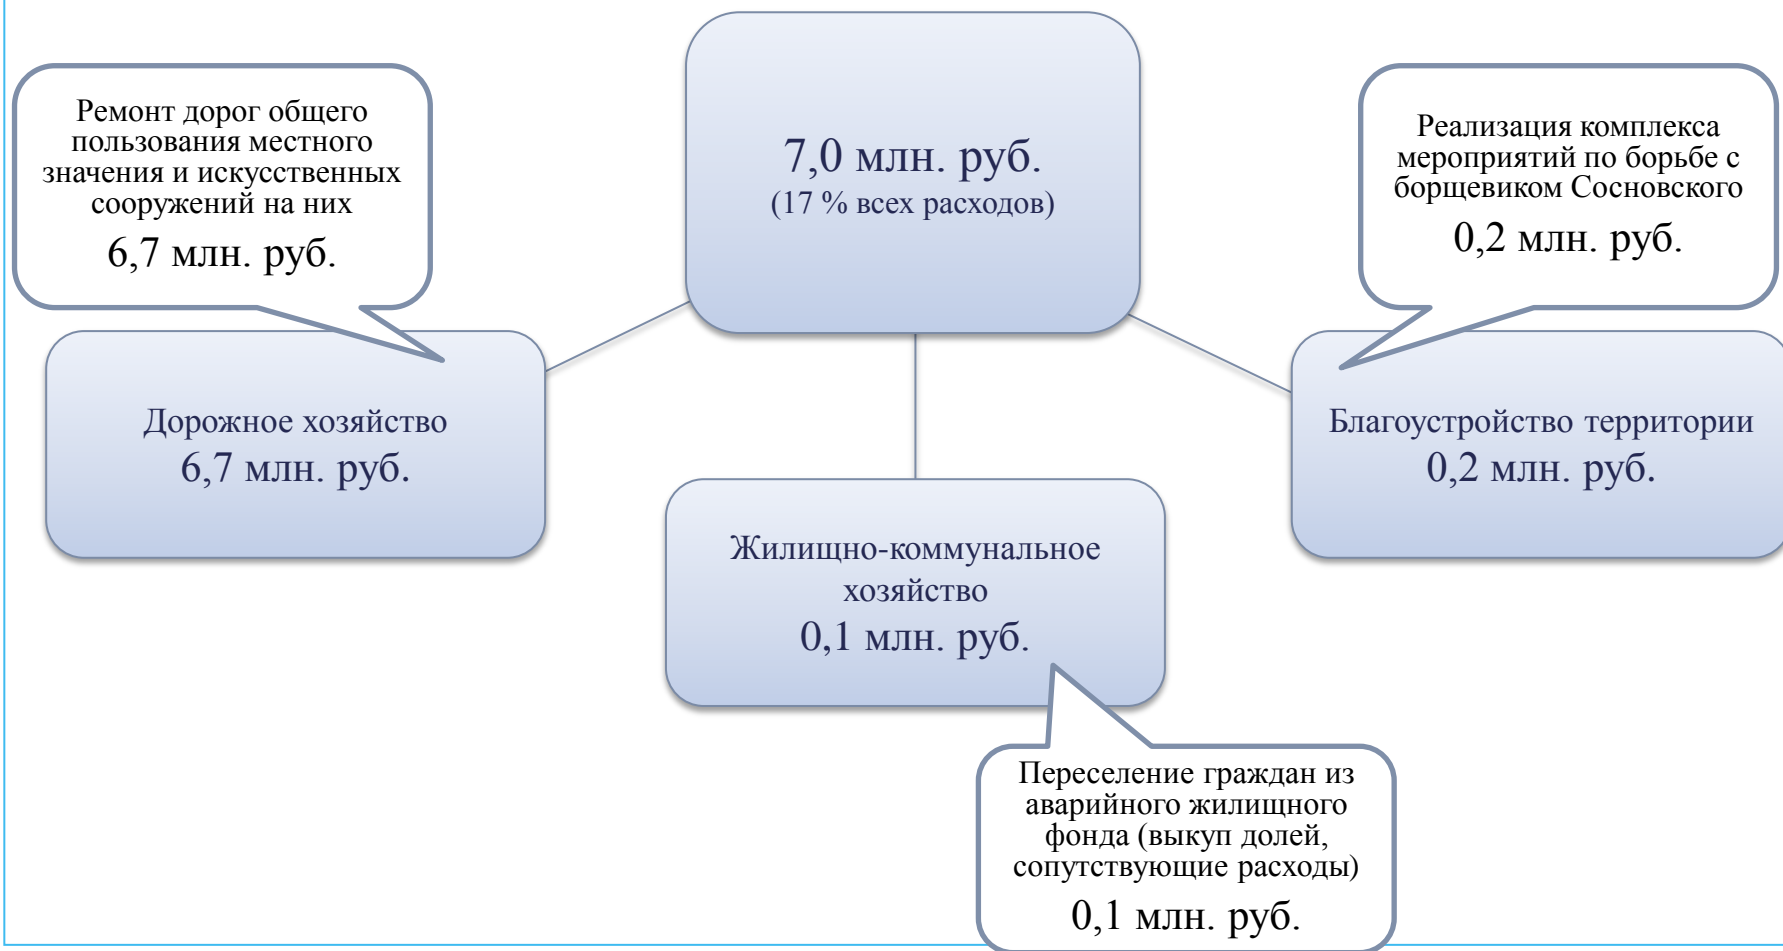 7,0 млн. руб.
(17 % всех расходов)
Ремонт дорог общего
пользования местного
значения и искусственных
сооружений на них
6,7 млн. руб.
Реализация комплекса
мероприятий по борьбе с
борщевиком Сосновского
0,2 млн. руб.
Дорожное хозяйство
6,7 млн. руб.
Благоустройство территории
0,2 млн. руб.
Жилищно-коммунальное
хозяйство
0,1 млн. руб.
Переселение граждан из
аварийного жилищного
фонда (выкуп долей,
сопутствующие расходы)
0,1 млн. руб.